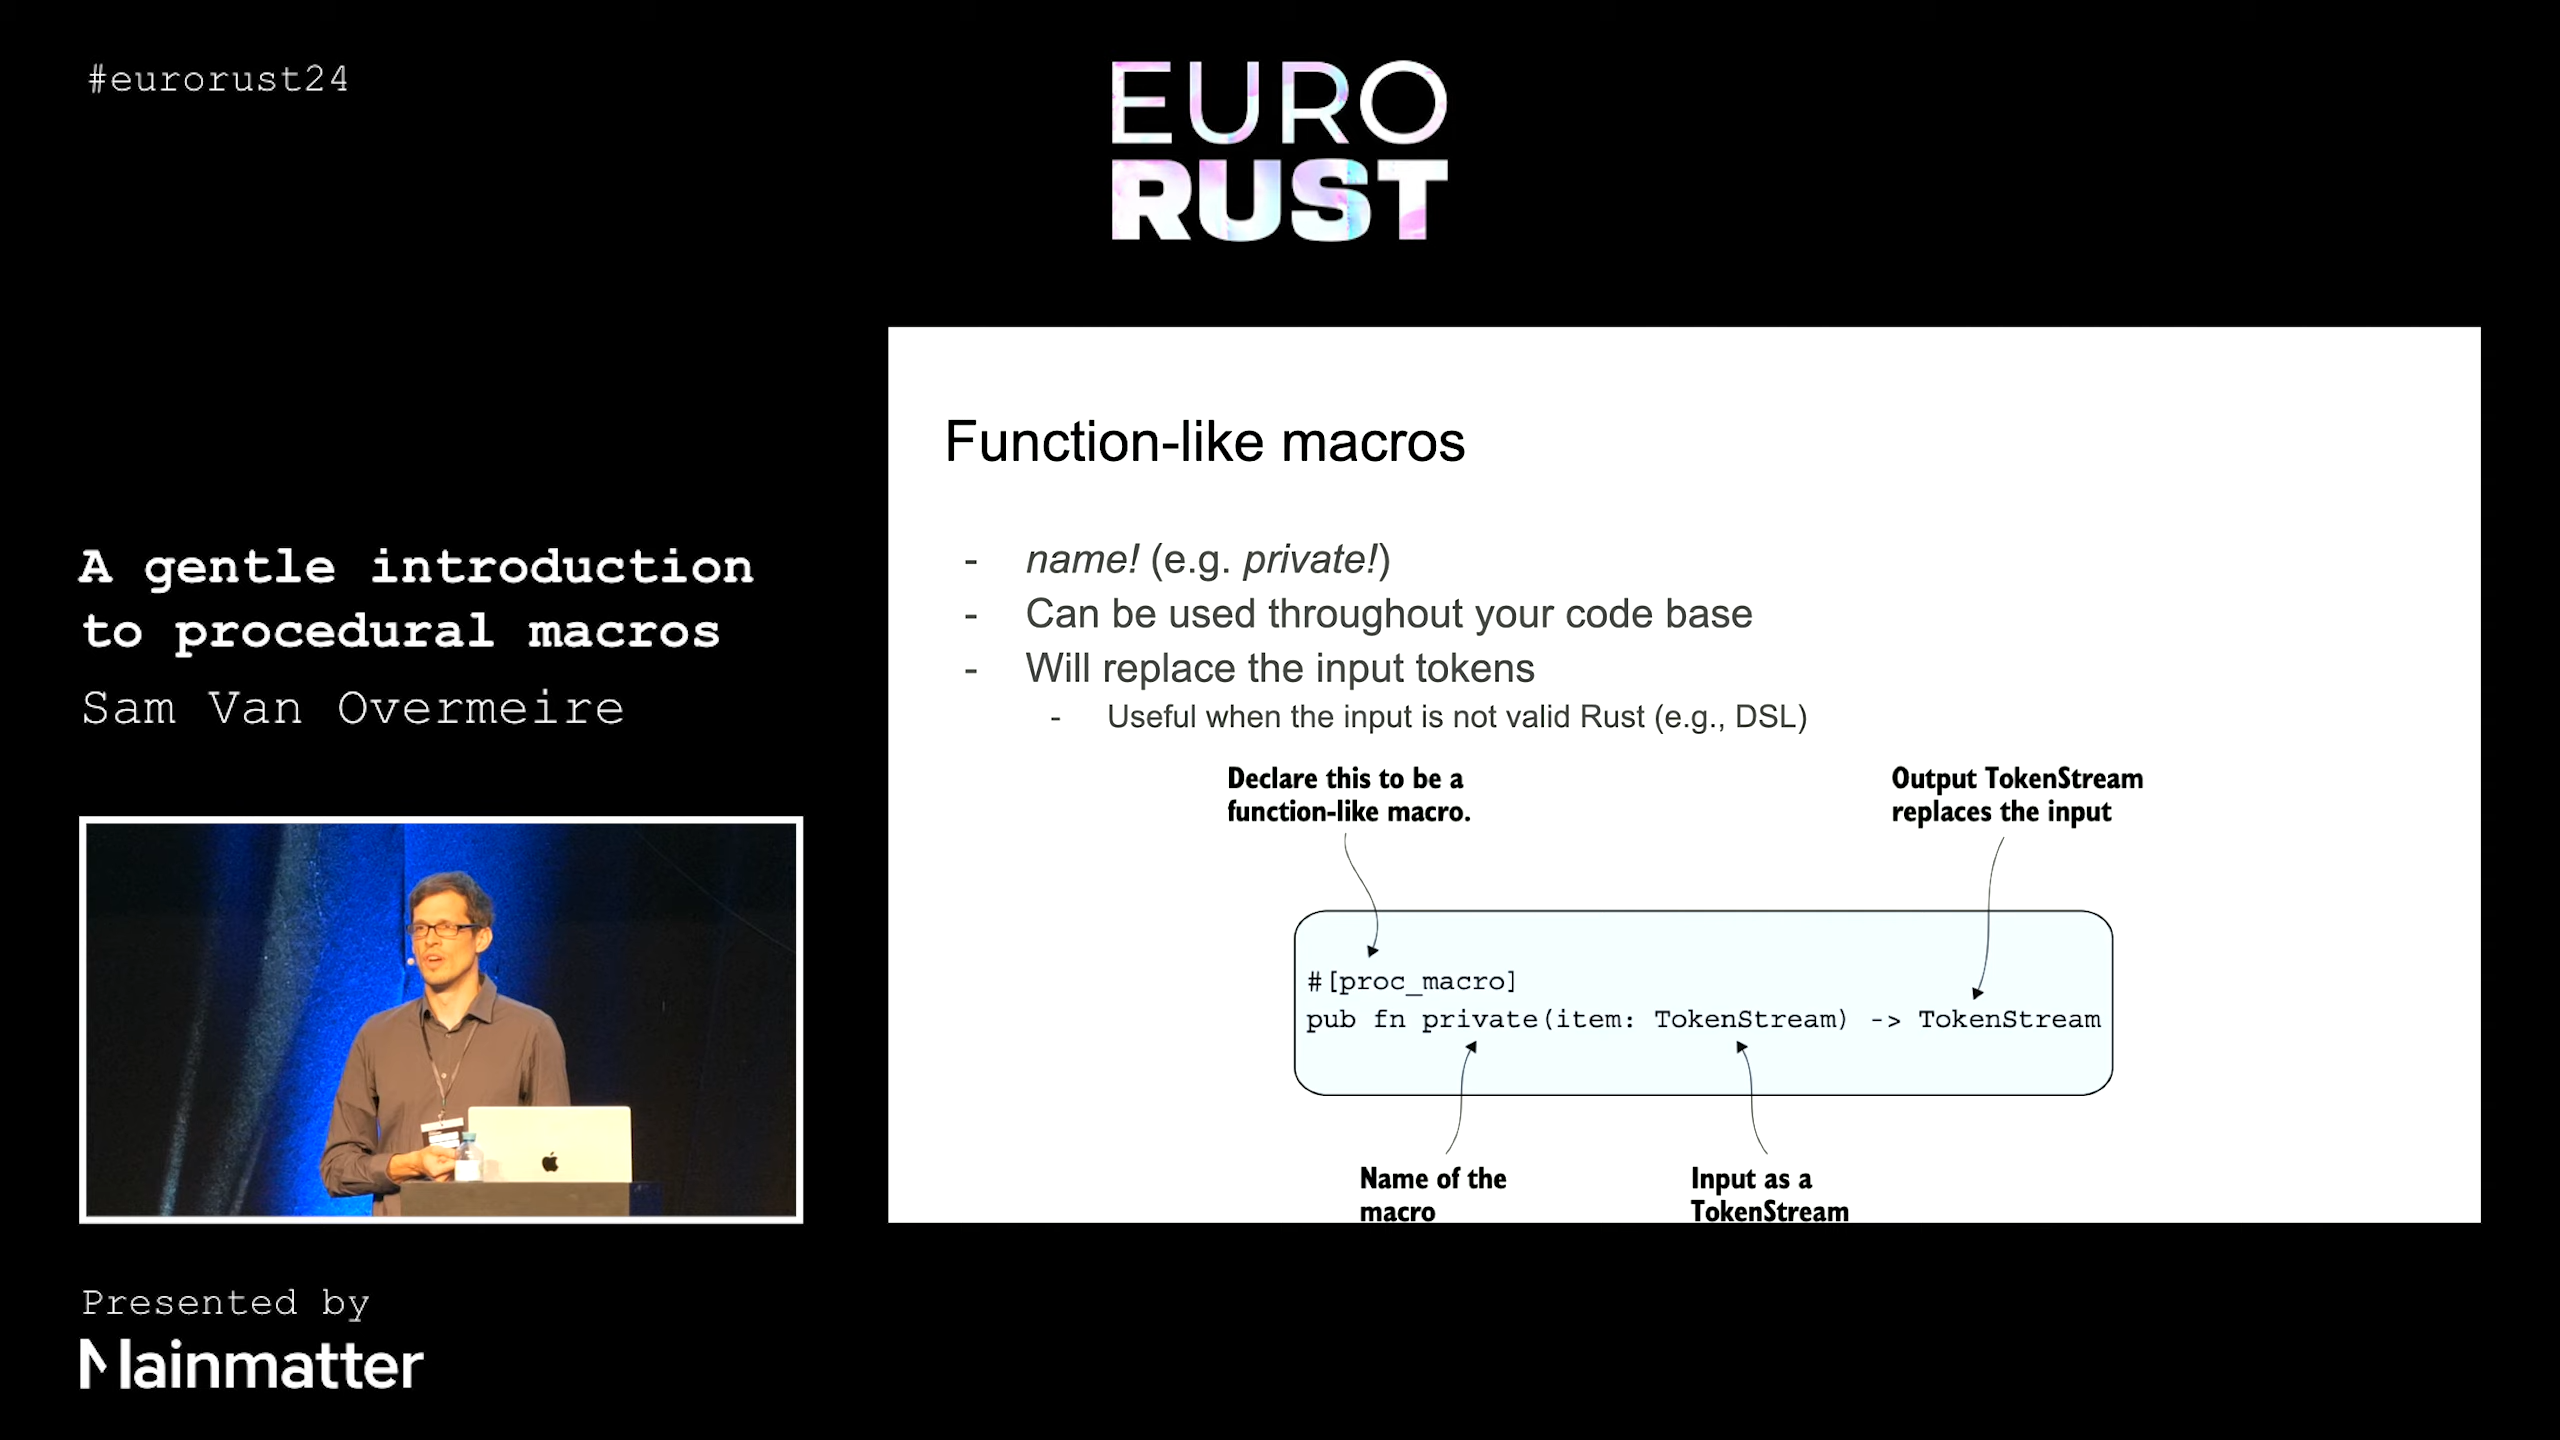 #eurorust24
EURO
RUST
A gentle introduction
to procedural macros
Sam Van Overmeire
Function-like macros
- name! (e.g. private!)
- Can be used throughout your code base
- Will replace the input tokens
- Useful when the input is not valid Rust (e.g., DSL)
Declare this to be a
function-like macro.
Output TokenStream
replaces the input
#[proc_macro]
pub fn private(item: TokenStream) -> TokenStream
Name of the
macro
Input as a
TokenStream
Presented by
Mainmatter